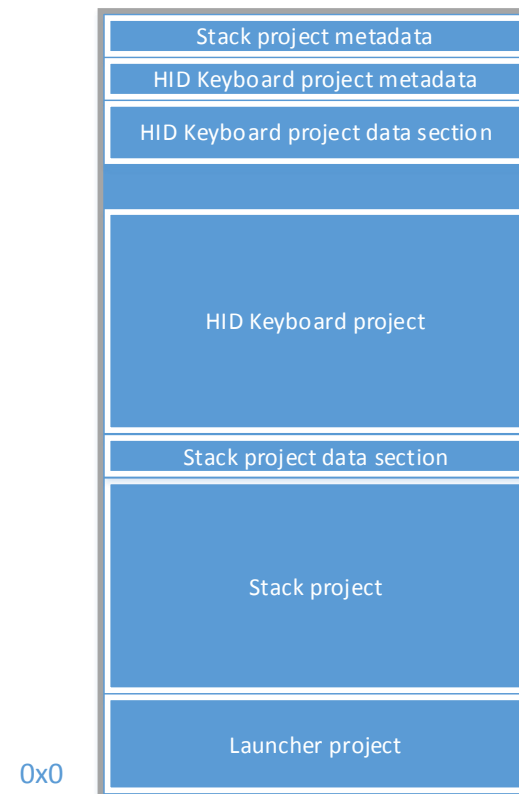 Stack project metadata
HID Keyboard project metadata
HID Keyboard project data section
HID Keyboard project
Stack project data section
Stack project
Launcher project
0x0